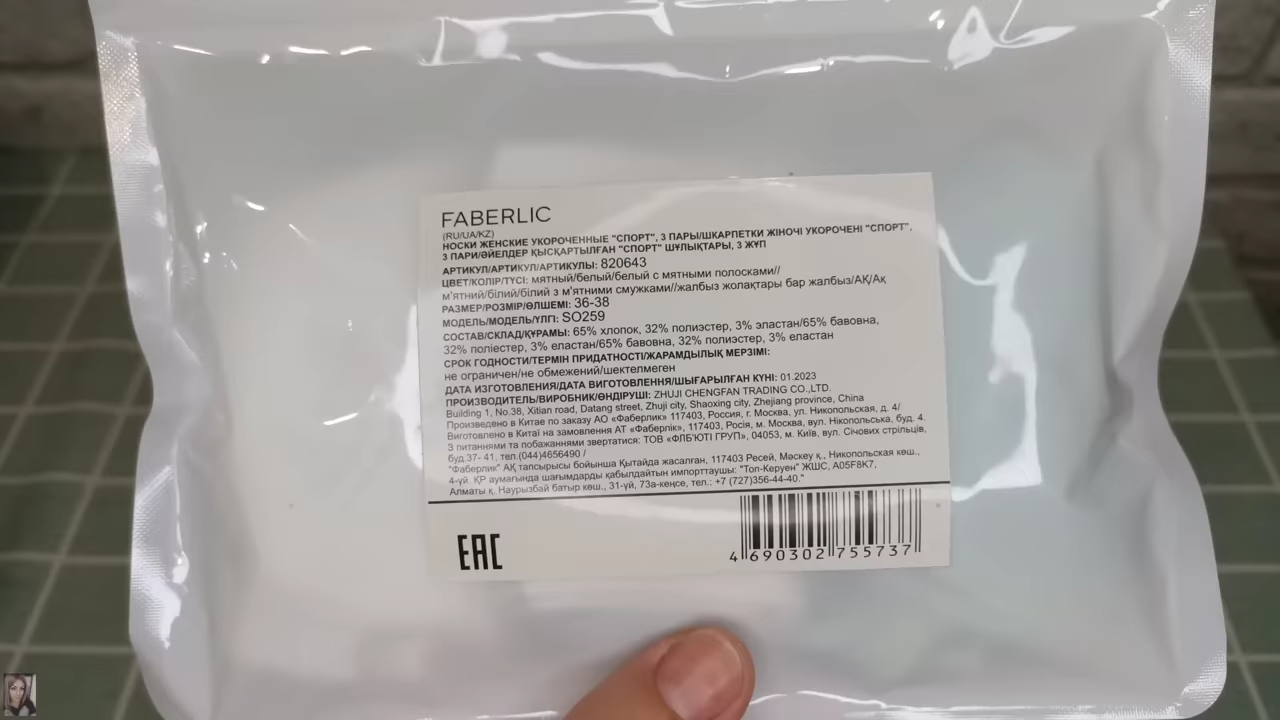 FABERLIC
(RU/UA/KZ)
НОСКИ ЖЕНСКИЕ УКОРОЧЕННЫЕ "СПОРТ", 3 ПАРЫ/ШКАРПЕТКИ ЖІНОЧІ УКОРОЧЕНІ "СПОРТ",
3 ПАРИ/ӘЙЕЛДЕР ҚЫСҚАРТЫЛҒАН "СПОРТ" ШҰЛЫҚТАРЫ, 3 ЖҰП
АРТИКУЛ/АРТИКУЛ/АРТИКУЛЫ: 820643
ЦВЕТ/КОЛІР/ТҮСІ: мятный/белый/белый с мятными полосками//
м'ятний/білий/білий з м'ятними смужками//жалбыз жолақтары бар жалбыз/АҚ/Ақ
РАЗМЕР/РОЗМІР/ӨЛШЕМІ: 36-38
МОДЕЛЬ/МОДЕЛЬ/ҮЛГІ: SO259
СОСТАВ/СКЛАД/ҚҰРАМЫ: 65% хлопок, 32% полиэстер, 3% эластан/65% бавовна,
32% поліестер, 3% еластан/65% бавовна, 32% полиэстер, 3% еластан
СРОК ГОДНОСТИ/ТЕРМІН ПРИДАТНОСТІ/ЖАРАМДЫЛЫҚ МЕРЗІМІ:
не ограничен/не обмежений/шектелмеген
ДАТА ИЗГОТОВЛЕНИЯ/ДАТА ВИГОТОВЛЕННЯ/ШЫҒАРЫЛҒАН КҮНІ: 01.2023
ПРОИЗВОДИТЕЛЬ/ВИРОБНИК/ӨНДІРУШІ: ZHUJI CHENGFAN TRADING CO.,LTD.
Building 1, No.38, Xitian road, Datang street, Zhuji city, Shaoxing city, Zhejiang province, China
Произведено в Китае по заказу АО «Фаберлик» 117403, Россия, г. Москва, ул. Никопольская, д. 4/
Виготовлено в Китаї на замовлення АТ «Фаберлік», 117403, Росія, м. Москва, вул. Нікопольська, буд. 4.
З питаннями та побажаннями звертатися: ТОВ «ФЛБ'ЮТІ ГРУП», 04053, м. Київ, вул. Січових стрільців,
буд.37- 41, тел.(044)4656490 /
"Фаберлик" АҚ тапсырысы бойынша Қытайда жасалған, 117403 Ресей, Мәскеу қ., Никопольская көш.,
4-үй. ҚР аумағында шағымдарды қабылдайтын импорттаушы: "Топ-Керуен" ЖШС, A05F8K7,
Алматы қ. Наурызбай батыр көш., 31-үй, 73а-кеңсе, тел.: +7 (727)356-44-40."
EAC
4 690302 755737